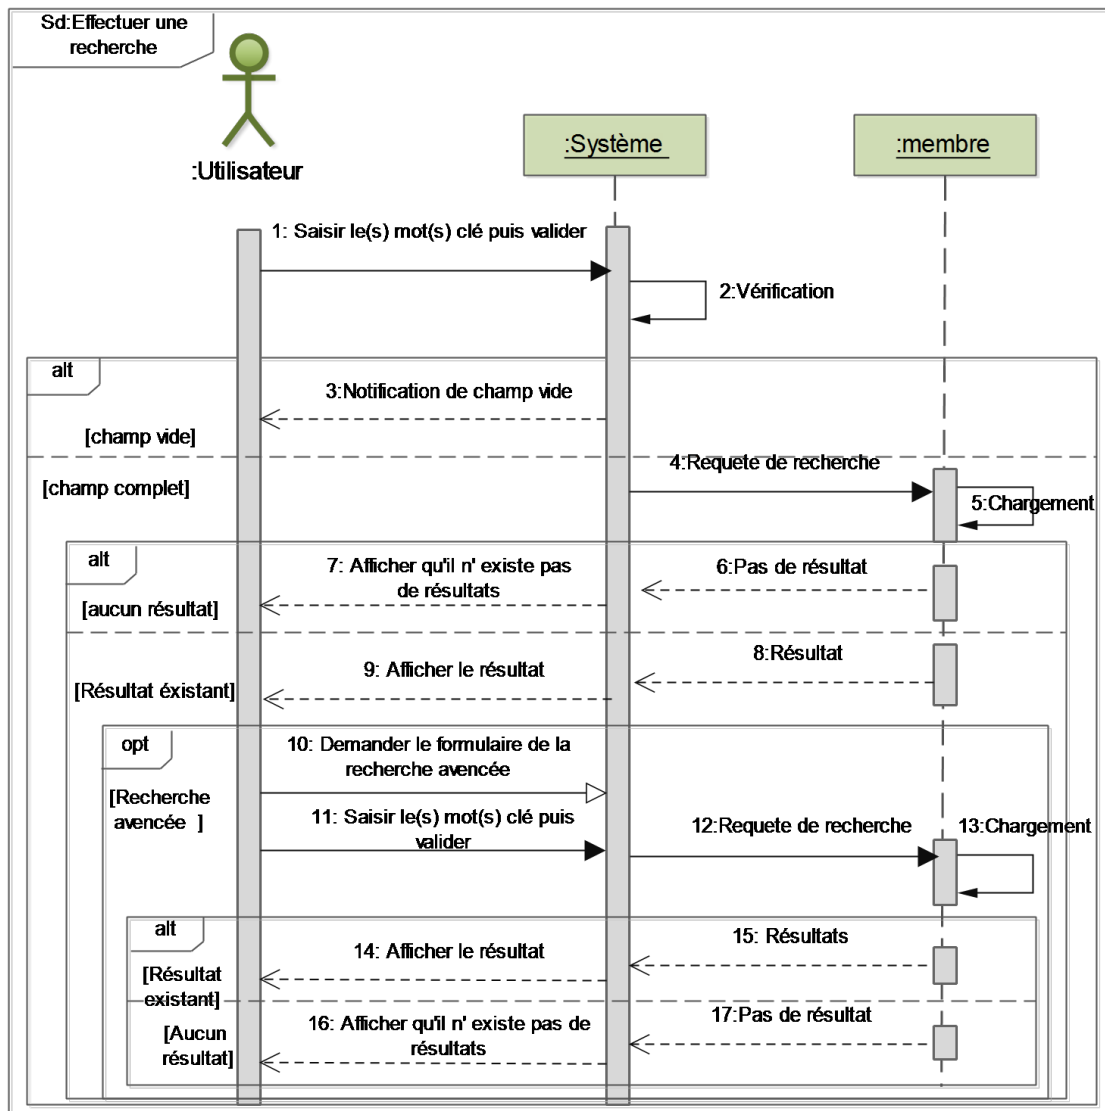 Sd:Effectuer une
recherche
:Utilisateur
:Système
:membre
1: Saisir le(s) mot(s) clé puis valider
2:Vérification
alt
3:Notification de champ vide
[champ vide]
4:Requete de recherche
[champ complet]
5:Chargement
alt
7: Afficher qu'il n' existe pas
de résultats
6:Pas de résultat
[aucun résultat]
8:Résultat
9: Afficher le résultat
[Résultat éxistant]
opt
10: Demander le formulaire de la
recherche avencée
[Recherche
avencée ]
11: Saisir le(s) mot(s) clé puis
valider
12:Requete de recherche
13:Chargement
alt
14: Afficher le résultat
15: Résultats
[Résultat
existant]
16: Afficher qu'il n' existe pas de
résultats
17:Pas de résultat
[Aucun
résultat]